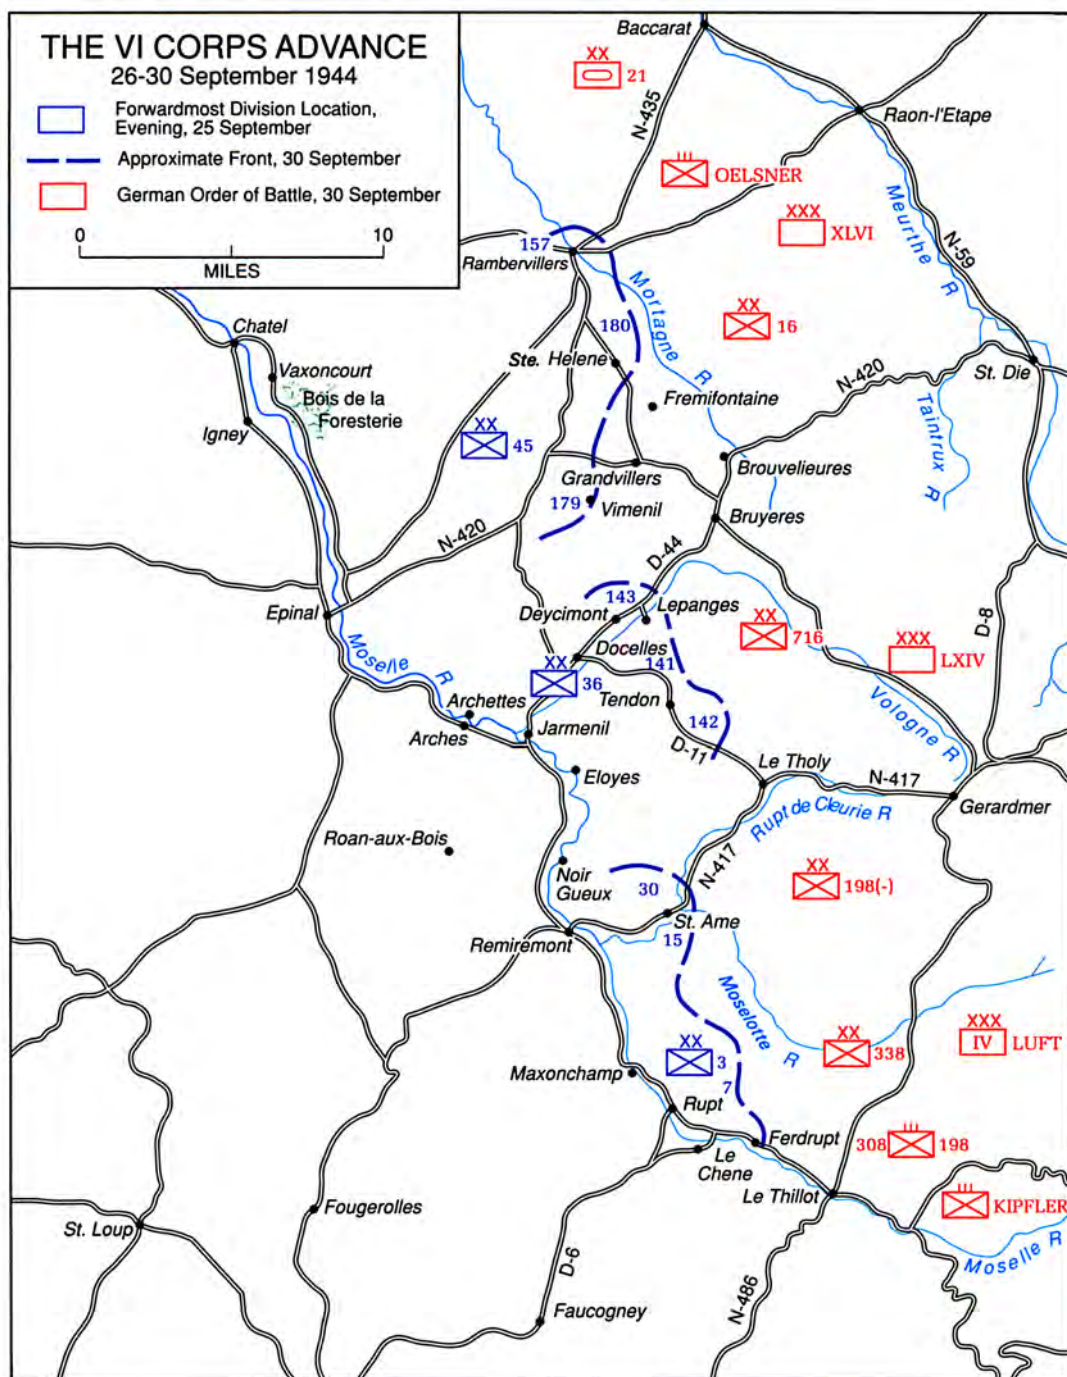 THE VI CORPS ADVANCE
26-30 September 1944
Forwardmost Division Location,
Evening, 25 September
Approximate Front, 30 September
German Order of Battle, 30 September
0
10
MILES
Baccarat
XX
21
N-435
Raon-l'Etape
III
OELSNER
XXX
XLVI
Meurthe R
N-59
157
Rambervillers
Mortagne R
XX
16
180
Chatel
Ste. Helene
N-420
St. Die
Vaxoncourt
Bois de la
Foresterie
Fremifontaine
Taintrux R
Igney
XX
45
Brouvelieures
Grandvillers
179
Vimenil
Bruyeres
N-420
D-44
Epinal
143
Deycimont
Lepanges
XX
716
D-8
Moselle R
Docelles
XXX
LXIV
XX
36
141
Tendon
Vologne R
Archettes
142
Arches
Jarmenil
D-11
Le Tholy
Eloyes
N-417
Gerardmer
Rupt de Cleurie R
Roan-aux-Bois
Noir
Gueux
N-417
XX
198(-)
30
St. Ame
Remiremont
15
Moselotte R
XX
3
XX
338
XXX
IV
LUFT
Maxonchamp
7
Rupt
Ferdrupt
III
308
198
Le
Chene
Le Thillot
III
KIPFLER
Fougerolles
St. Loup
Moselle R
D-6
N-486
Faucogney